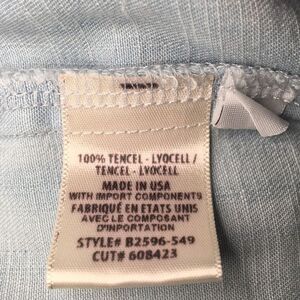 100% TENCEL - LYOCELL /
TENCEL - LYOCELL
MADE IN USA
WITH IMPORT COMPONENTS
FABRIQUÉ EN ETATS UNIS
AVEC LE COMPOSANT
D'IMPORTATION
STYLE# B2596-549
CUT# 608423